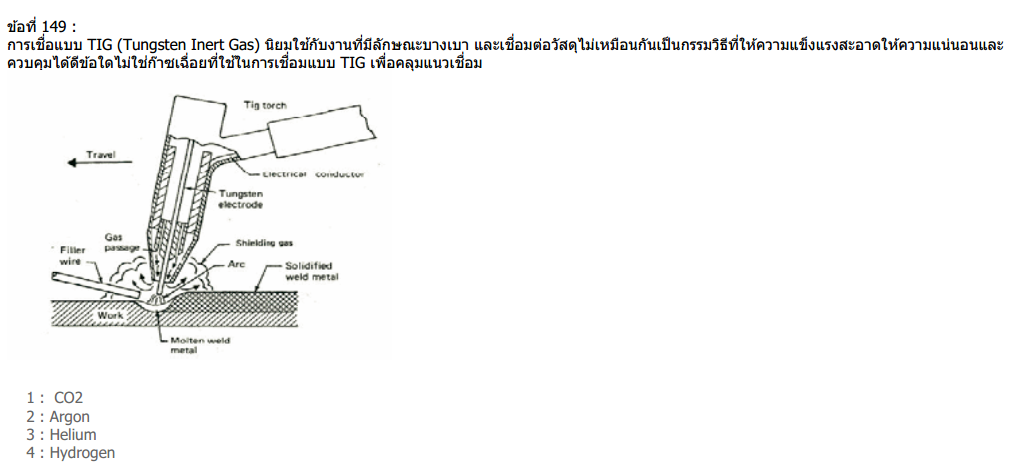 ข้อที่ 149 :
การเชื่อแบบ TIG (Tungsten Inert Gas) นิยมใช้กับงานที่มีลักษณะบางเบา และเชื่อมต่อวัสดุไม่เหมือนกันเป็นกรรมวิธีที่ให้ความแข็งแรงสะอาดให้ความแน่นอนและ
ควบคุมได้ดีข้อใดไม่ใช่ก๊าซเฉื่อยที่ใช้ในการเชื่อมแบบ TIG เพื่อคลุมแนวเชื่อม
Tig torch
Travel
Electrical conductor
Tungsten
electrode
Gas
passage
Shielding gas
Filler
wire
Arc
Solidified
weld metal
Work
Molten weld
metal
1 : CO2
2 : Argon
3 : Helium
4 : Hydrogen